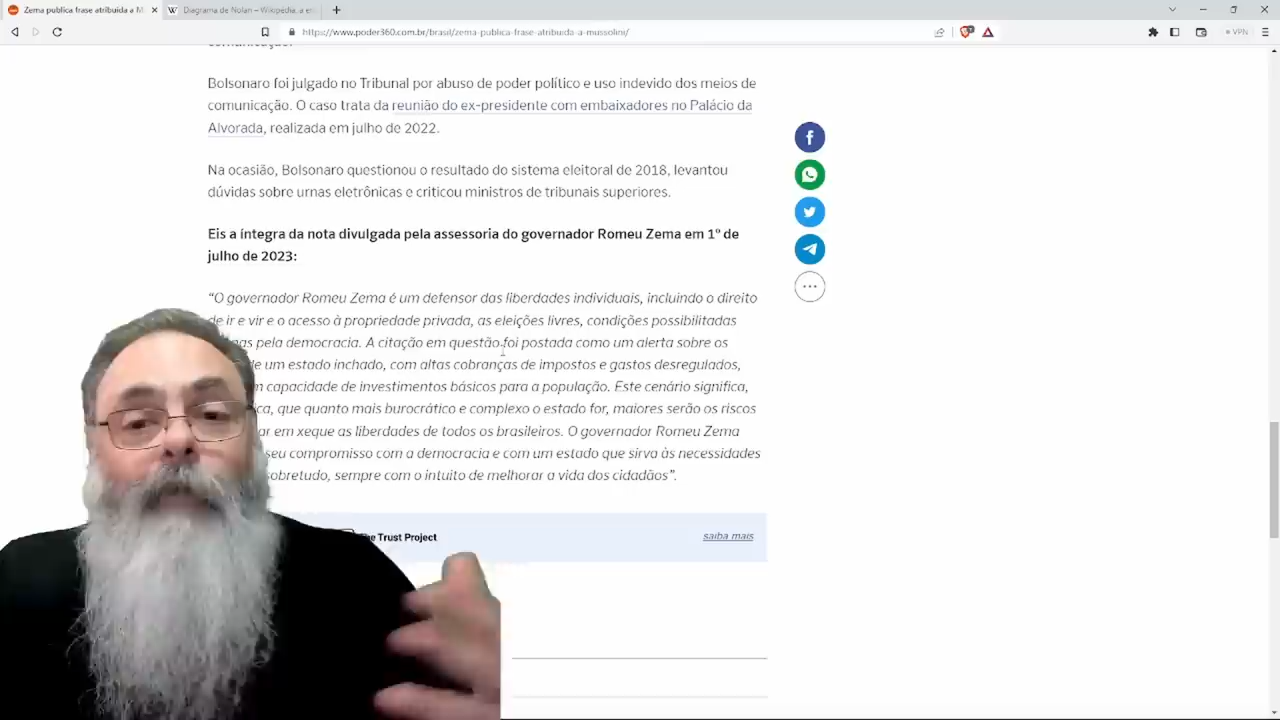 Zema publica frase atribuída a M
Diagrama de Nolan – Wikipédia, a en
https://www.poder360.com.br/brasil/zema-publica-frase-atribuida-a-mussolini/
VPN
comunicação.
Bolsonaro foi julgado no Tribunal por abuso de poder político e uso indevido dos meios de
comunicação. O caso trata da reunião do ex-presidente com embaixadores no Palácio da
Alvorada, realizada em julho de 2022.
Na ocasião, Bolsonaro questionou o resultado do sistema eleitoral de 2018, levantou
dúvidas sobre urnas eletrônicas e criticou ministros de tribunais superiores.
Eis a íntegra da nota divulgada pela assessoria do governador Romeu Zema em 1º de
julho de 2023:
“O governador Romeu Zema é um defensor das liberdades individuais, incluindo o direito
de ir e vir e o acesso à propriedade privada, as eleições livres, condições possibilitadas
nas pela democracia. A citação em questão foi postada como um alerta sobre os
de um estado inchado, com altas cobranças de impostos e gastos desregulados,
m capacidade de investimentos básicos para a população. Este cenário significa,
ca, que quanto mais burocrático e complexo o estado for, maiores serão os riscos
ar em xeque as liberdades de todos os brasileiros. O governador Romeu Zema
seu compromisso com a democracia e com um estado que sirva às necessidades
sobretudo, sempre com o intuito de melhorar a vida dos cidadãos”.
The Trust Project
saiba mais